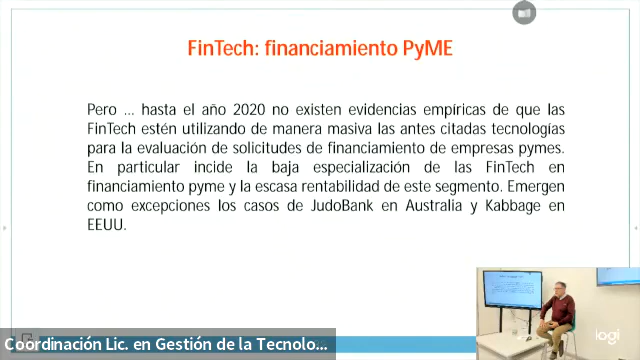 FinTech: financiamiento PyME
Pero ... hasta el año 2020 no existen evidencias empíricas de que las
FinTech estén utilizando de manera masiva las antes citadas tecnologías
para la evaluación de solicitudes de financiamiento de empresas pymes.
En particular incide la baja especialización de las FinTech en
financiamiento pyme y la escasa rentabilidad de este segmento. Emergen
como excepciones los casos de JudoBank en Australia y Kabbage en
EEUU.
logi
Coordinación Lic. en Gestión de la Tecnolo...